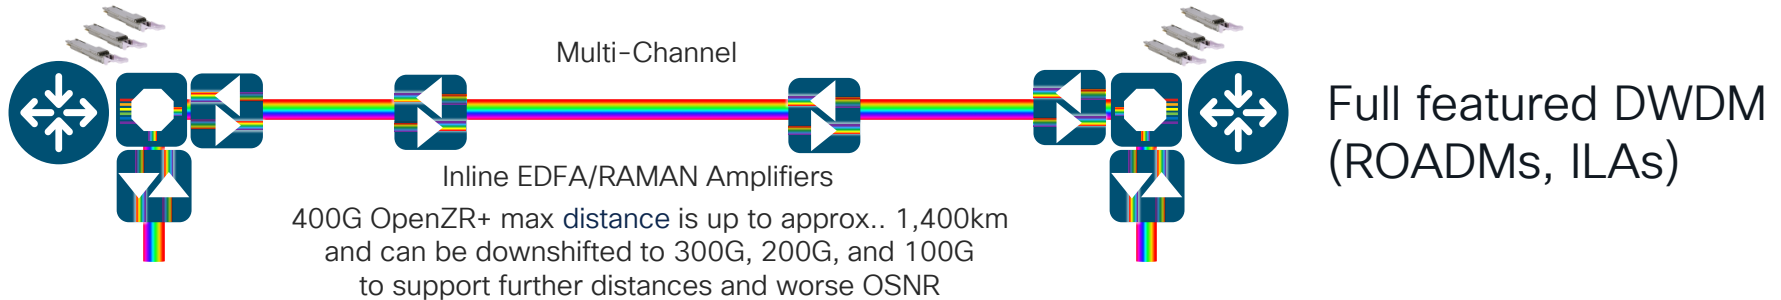 Multi-Channel
Full featured DWDM
(ROADMs, ILAs)
Inline EDFA/RAMAN Amplifiers
400G OpenZR+ max distance is up to approx.. 1,400km
and can be downshifted to 300G, 200G, and 100G
to support further distances and worse OSNR